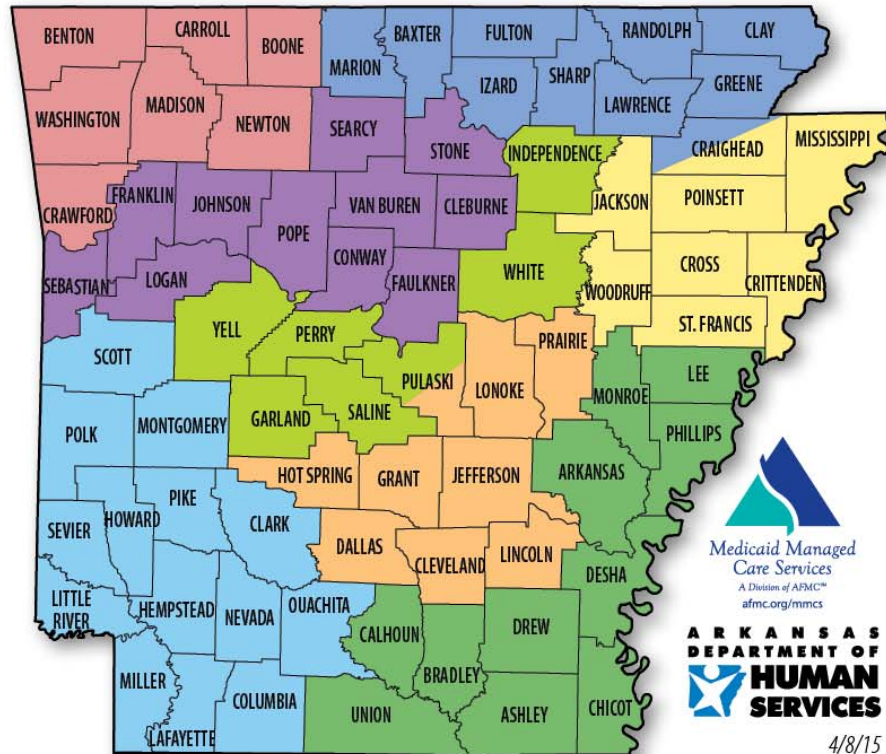 BENTON
CARROLL
BOONE
MARION
BAXTER
FULTON
RANDOLPH
CLAY
IZARD
SHARP
LAWRENCE
GREENE
WASHINGTON
MADISON
NEWTON
SEARCY
STONE
INDEPENDENCE
CRAIGHEAD
MISSISSIPPI
JACKSON
POINSETT
CRAWFORD
FRANKLIN
JOHNSON
POPE
VAN BUREN
CLEBURNE
SEBASTIAN
LOGAN
CONWAY
FAULKNER
WHITE
WOODRUFF
CROSS
CRITTENDEN
ST. FRANCIS
SCOTT
YELL
PERRY
PULASKI
LONOKE
PRAIRIE
MONROE
LEE
POLK
MONTGOMERY
GARLAND
SALINE
PHILLIPS
HOT SPRING
GRANT
JEFFERSON
ARKANSAS
SEVIER
HOWARD
PIKE
CLARK
DALLAS
CLEVELAND
LINCOLN
DESHA
LITTLE
RIVER
HEMPSTEAD
NEVADA
OUACHITA
CALHOUN
DREW
BRADLEY
MILLER
LAFAYETTE
COLUMBIA
UNION
ASHLEY
CHICOT
Medicaid Managed
Care Services
A Division of AFMC℠
afmc.org/mmcs
ARKANSAS
DEPARTMENT OF
HUMAN
SERVICES
4/8/15